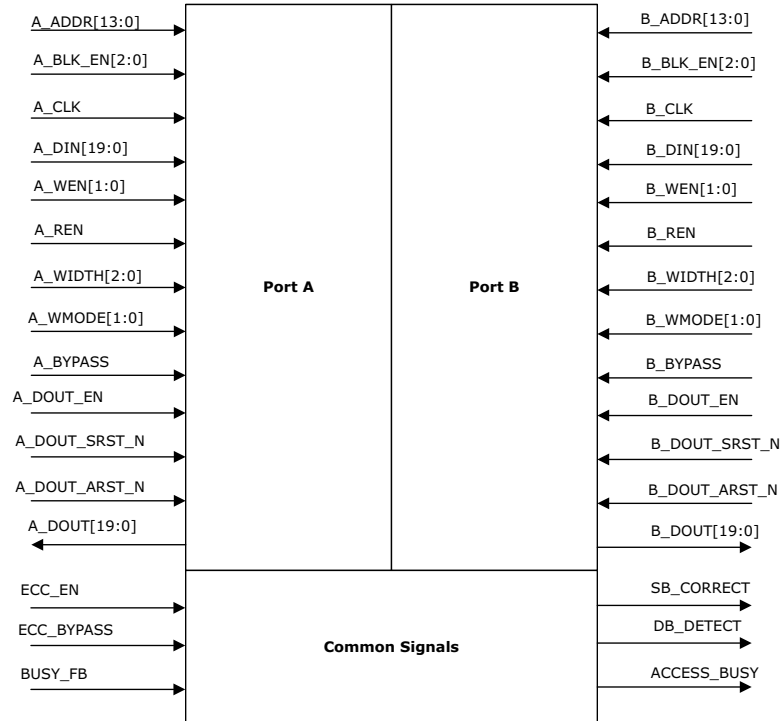 A_ADDR[13:0]
A_BLK_EN[2:0]
A_CLK
A_DIN[19:0]
A_WEN[1:0]
A_REN
A_WIDTH[2:0]
A_WMODE[1:0]
A_BYPASS
A_DOUT_EN
A_DOUT_SRST_N
A_DOUT_ARST_N
A_DOUT[19:0]
Port A
Port B
B_ADDR[13:0]
B_BLK_EN[2:0]
B_CLK
B_DIN[19:0]
B_WEN[1:0]
B_REN
B_WIDTH[2:0]
B_WMODE[1:0]
B_BYPASS
B_DOUT_EN
B_DOUT_SRST_N
B_DOUT_ARST_N
B_DOUT[19:0]
ECC_EN
ECC_BYPASS
BUSY_FB
Common Signals
SB_CORRECT
DB_DETECT
ACCESS_BUSY